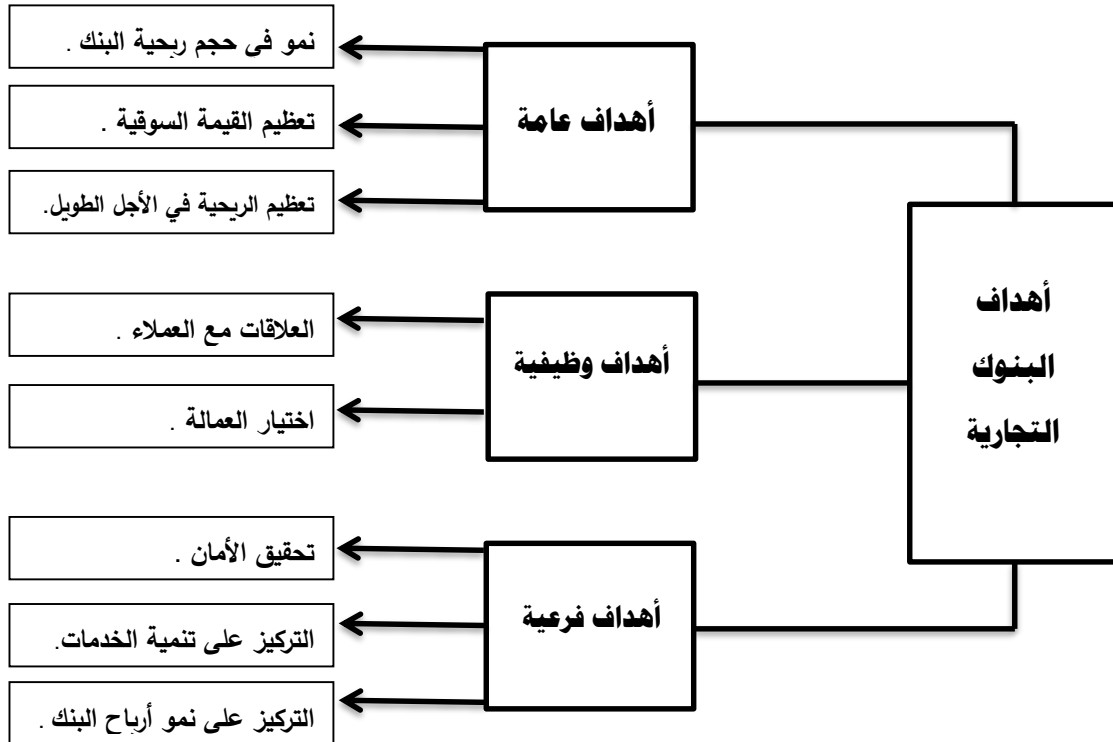 أهداف
البنوك
التجارية
أهداف عامة
نمو فى حجم ربحية البنك .
تعظيم القيمة السوقية .
تعظيم الربحية في الأجل الطويل.
أهداف وظيفية
العلاقات مع العملاء .
اختيار العمالة .
أهداف فرعية
تحقيق الأمان .
التركيز على تنمية الخدمات.
التركيز على نمو أرباح البنك .